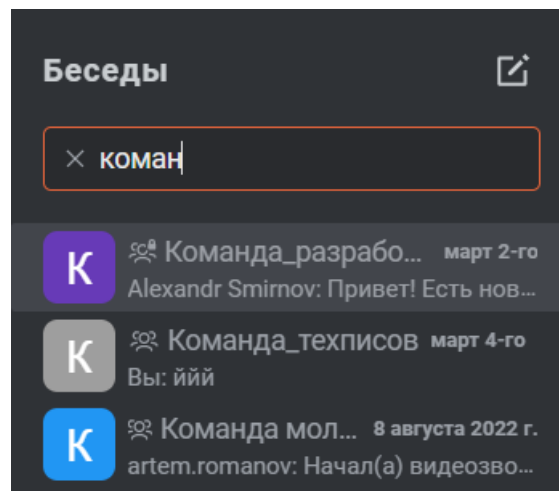 Беседы
коман
К
Команда_разрабо... март 2-го
Alexandr Smirnov: Привет! Есть нов...
К
Команда_техписов март 4-го
Вы: ййй
К
Команда мол... 8 августа 2022 г.
artem.romanov: Начал(а) видеозво...